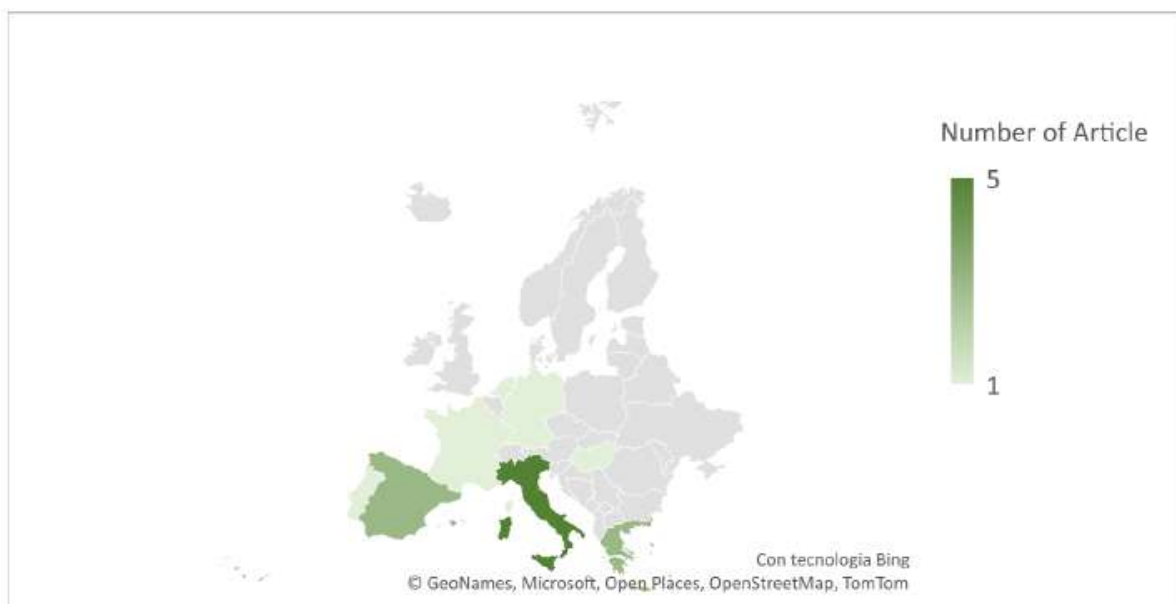 Number of Article
5
1
Con tecnologia Bing
© GeoNames, Microsoft, Open Places, OpenStreetMap, TomTom